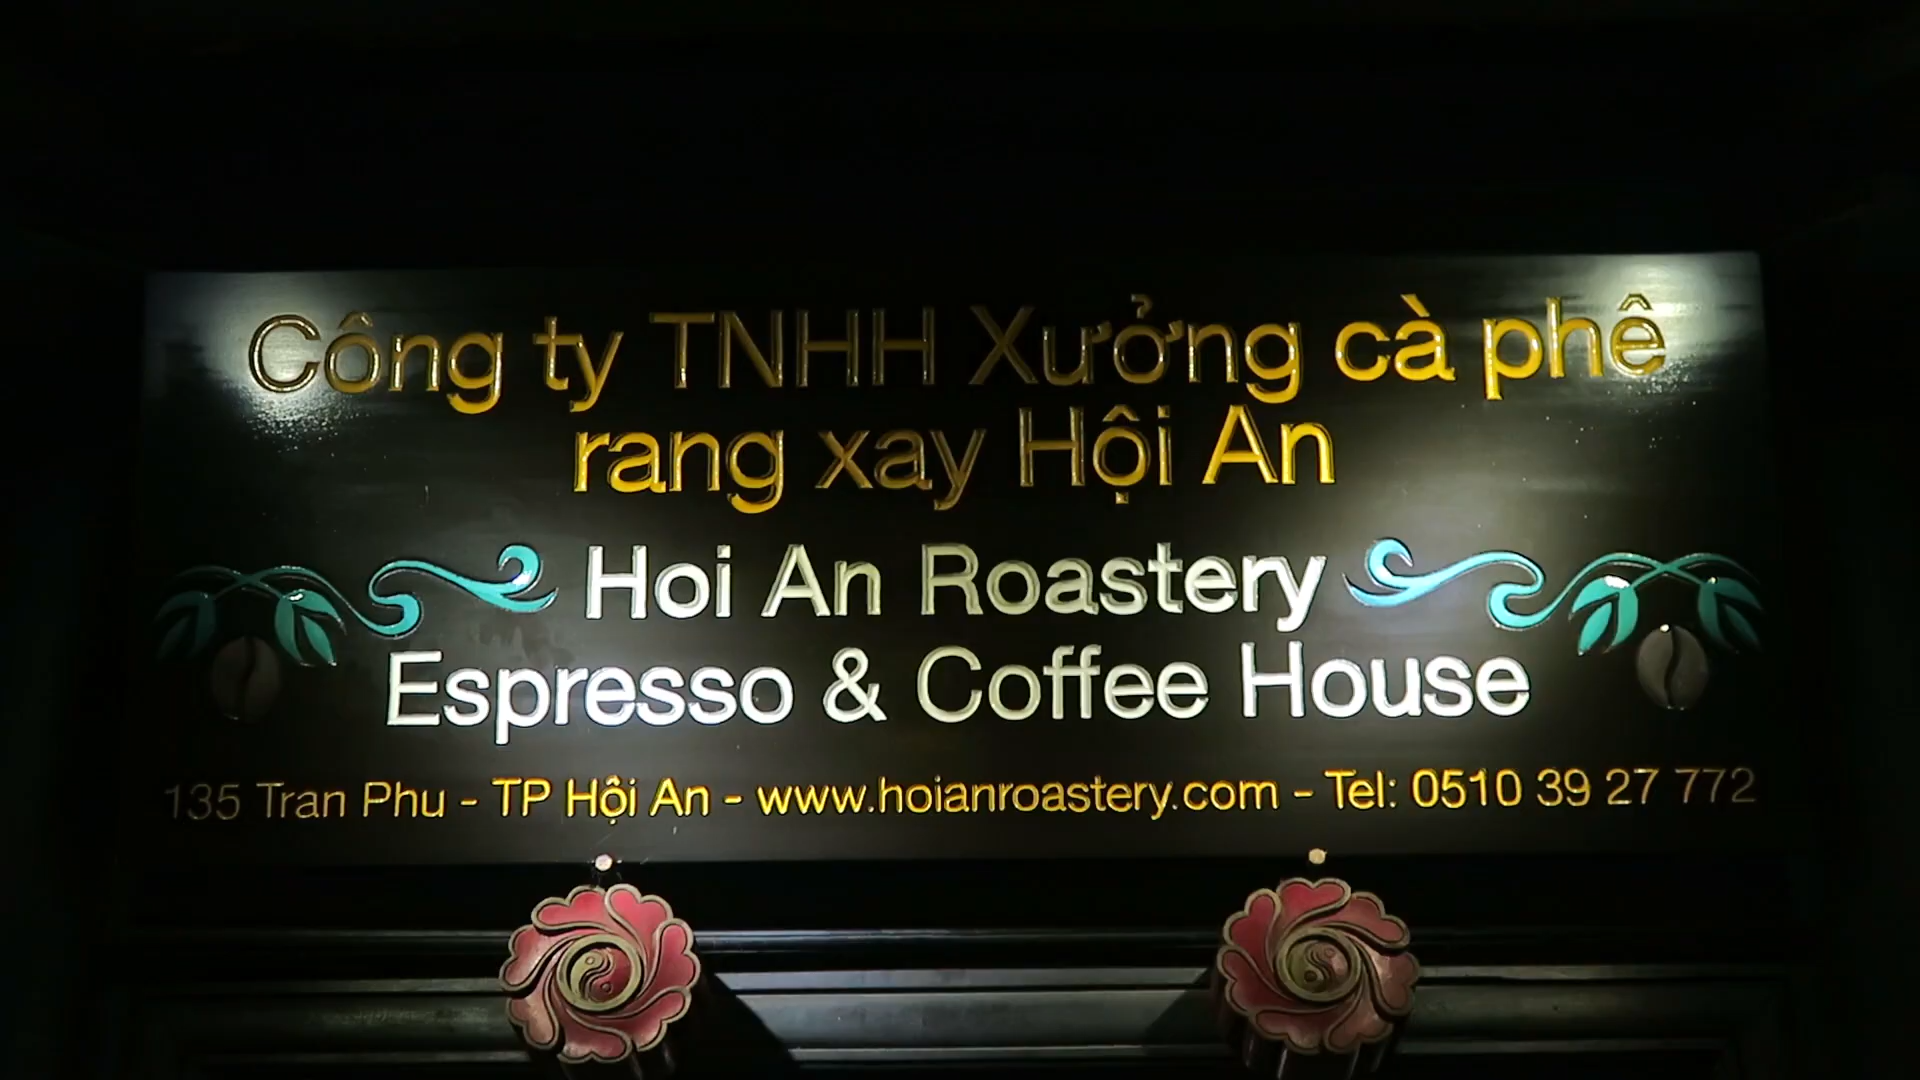 Công ty TNHH Xưởng cà phê
rang xay Hội An
Hoi An Roastery
Espresso & Coffee House
135 Tran Phu - TP Hội An - www.hoianroastery.com - Tel: 0510 39 27 772